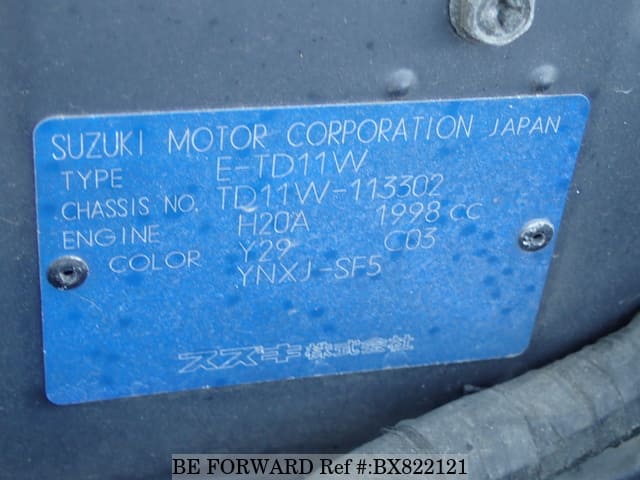 SUZUKI MOTOR CORPORATION JAPAN
TYPE E-TD11W
CHASSIS NO. TD11W-113302
ENGINE H20A 1998 CC
COLOR Y29 C03
YNXJ-SF5
スズキ株式会社
BE FORWARD Ref #:BX822121